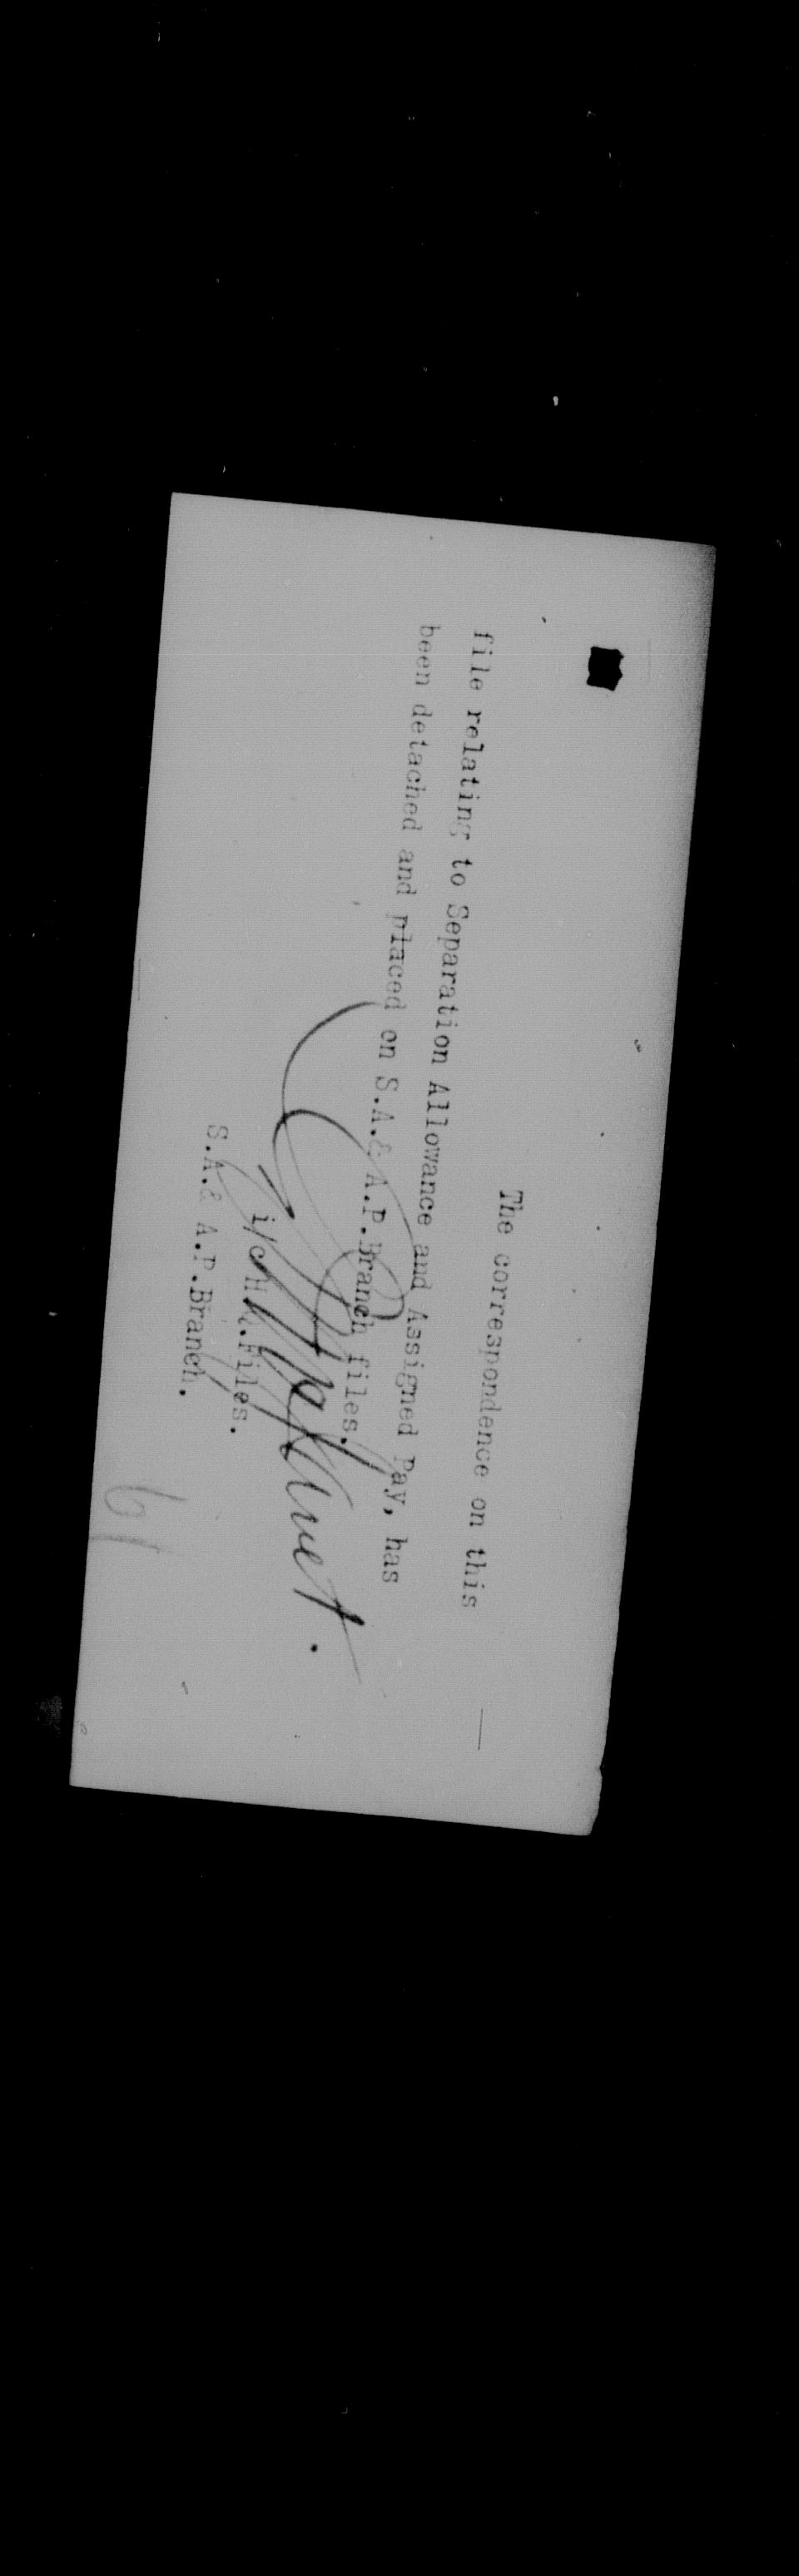 The correspondence on this
file relating to Separation Allowance and Assigned Pay, has
been detached and placed on S.A.& A.P.Branch files.
i/c H.Q.Files.
S.A.& A.P.Branch.
61